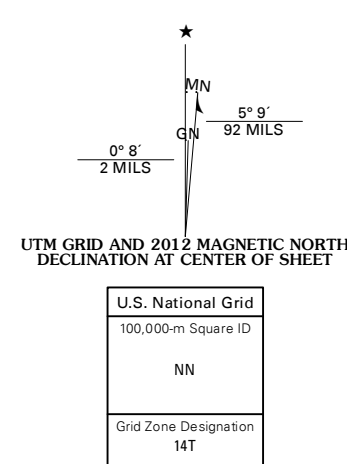 ★
MN
GN
5° 9´
92 MILS
0° 8´
2 MILS
UTM GRID AND 2012 MAGNETIC NORTH
DECLINATION AT CENTER OF SHEET
U.S. National Grid
100,000-m Square ID
NN
Grid Zone Designation
14T